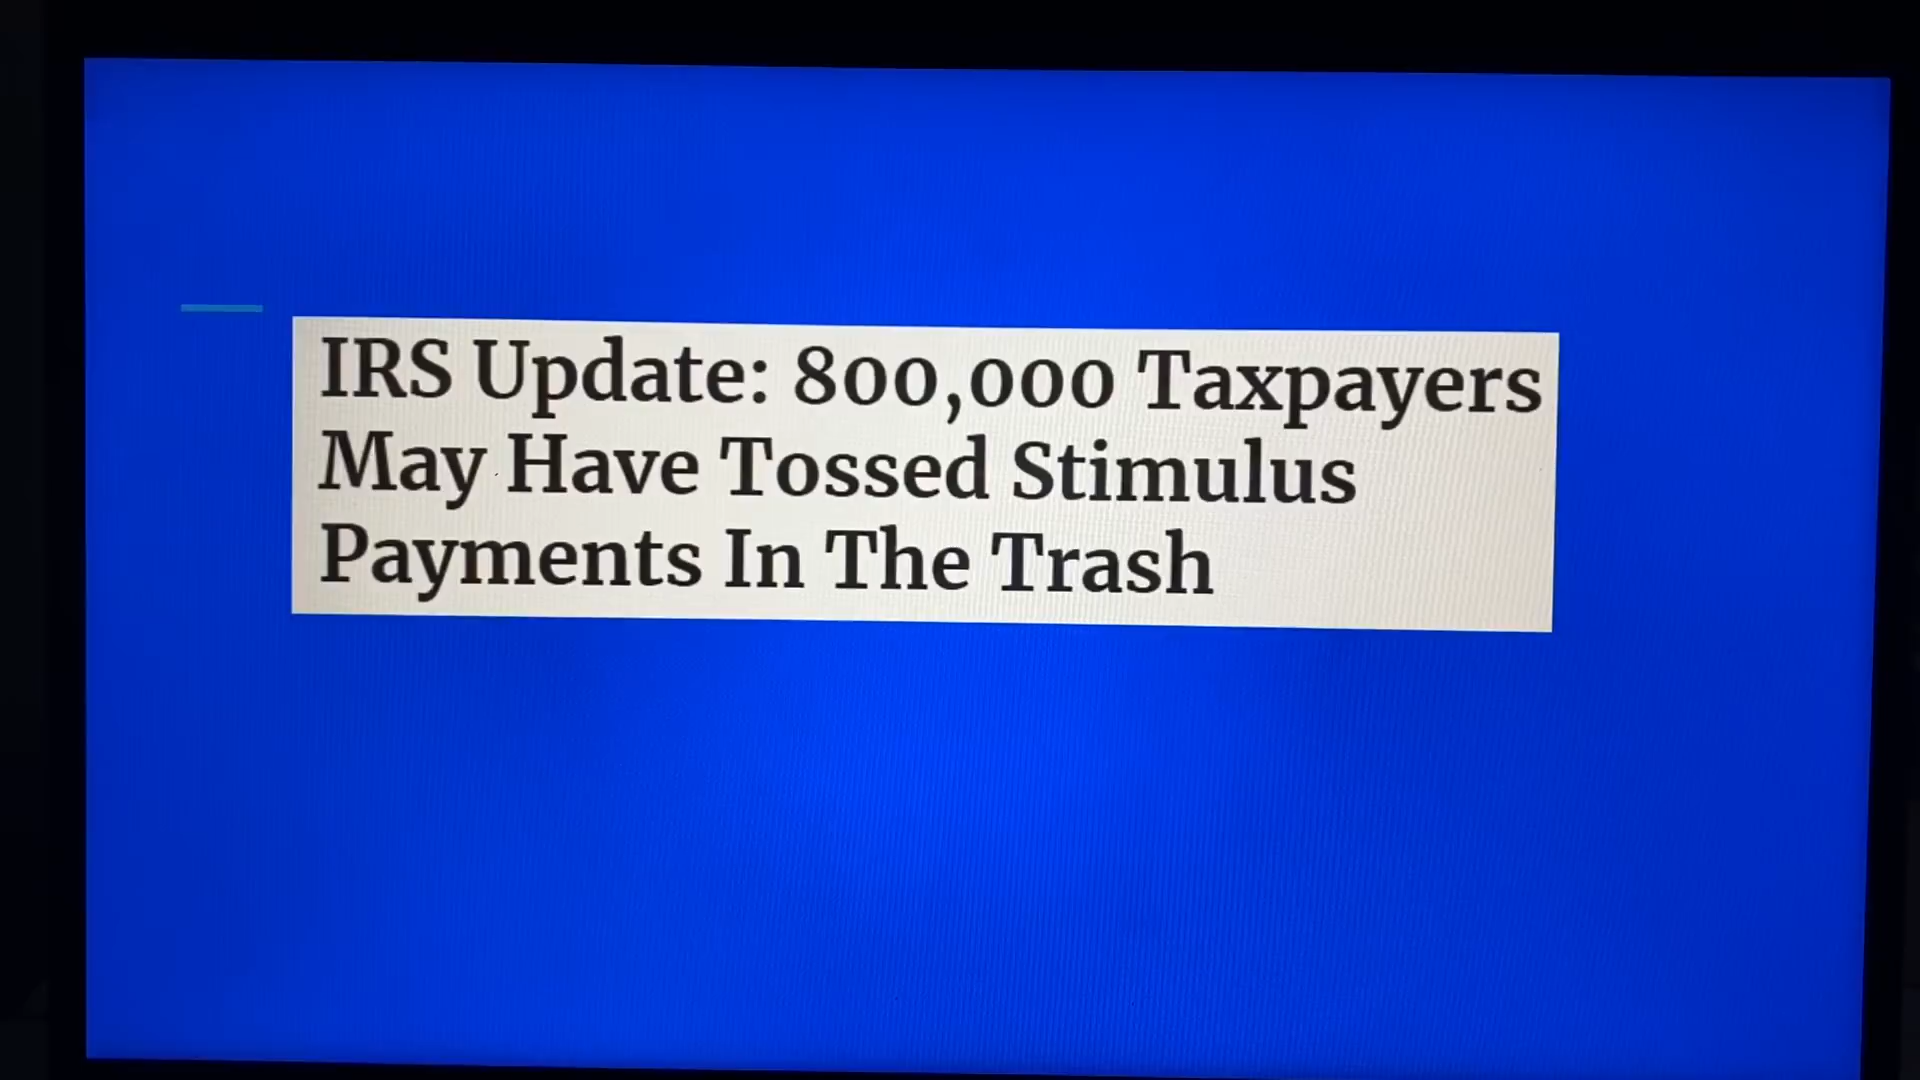 IRS Update: 800,000 Taxpayers
May Have Tossed Stimulus
Payments In The Trash